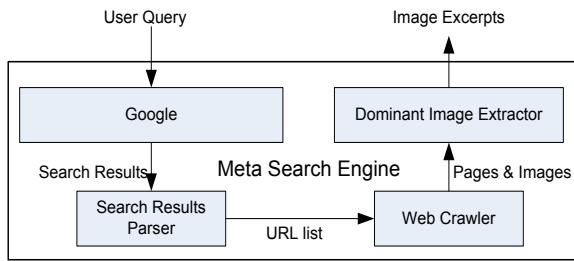 User Query
Image Excerpts
Google
Dominant Image Extractor
Search Results
Meta Search Engine
Pages & Images
Search Results
Parser
URL list
Web Crawler